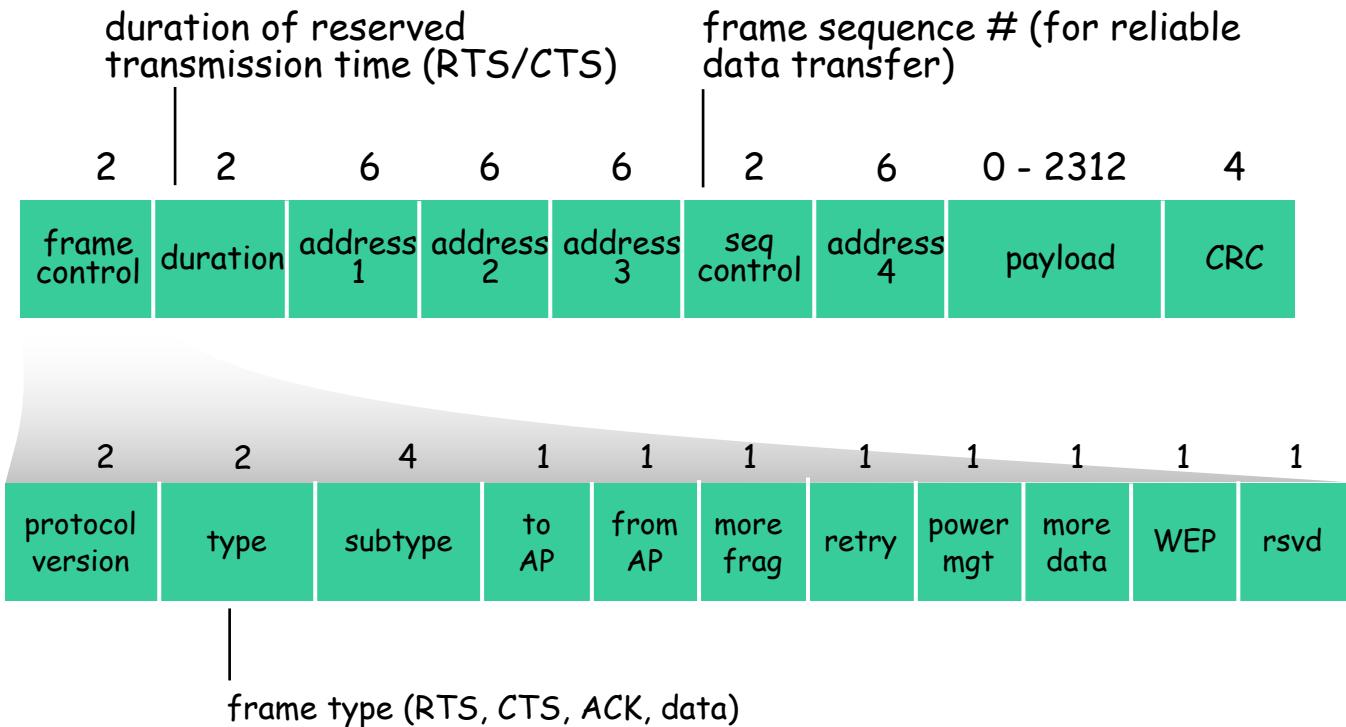 duration of reserved
transmission time (RTS/CTS)
frame sequence # (for reliable
data transfer)
2 2 6 6 6 2 6 0 - 2312 4
frame
control
duration
address
1
address
2
address
3
seq
control
address
4
payload
CRC
2 2 4 1 1 1 1 1 1 1 1
protocol
version
type
subtype
to
AP
from
AP
more
frag
retry
power
mgt
more
data
WEP
rsvd
frame type (RTS, CTS, ACK, data)